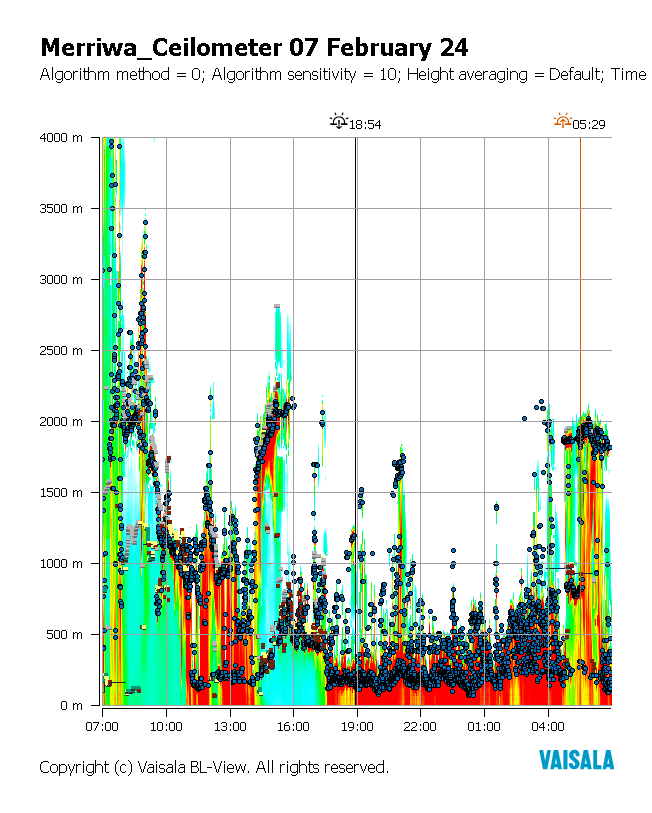 Merriwa_Ceilometer 07 February 24
Algorithm method = 0; Algorithm sensitivity = 10; Height averaging = Default; Time
18:54 05:29
4000 m
3500 m
3000 m
2500 m
2000 m
1500 m
1000 m
500 m
0 m
07:00 10:00 13:00 16:00 19:00 22:00 01:00 04:00
Copyright (c) Vaisala BL-View. All rights reserved.
VAISALA